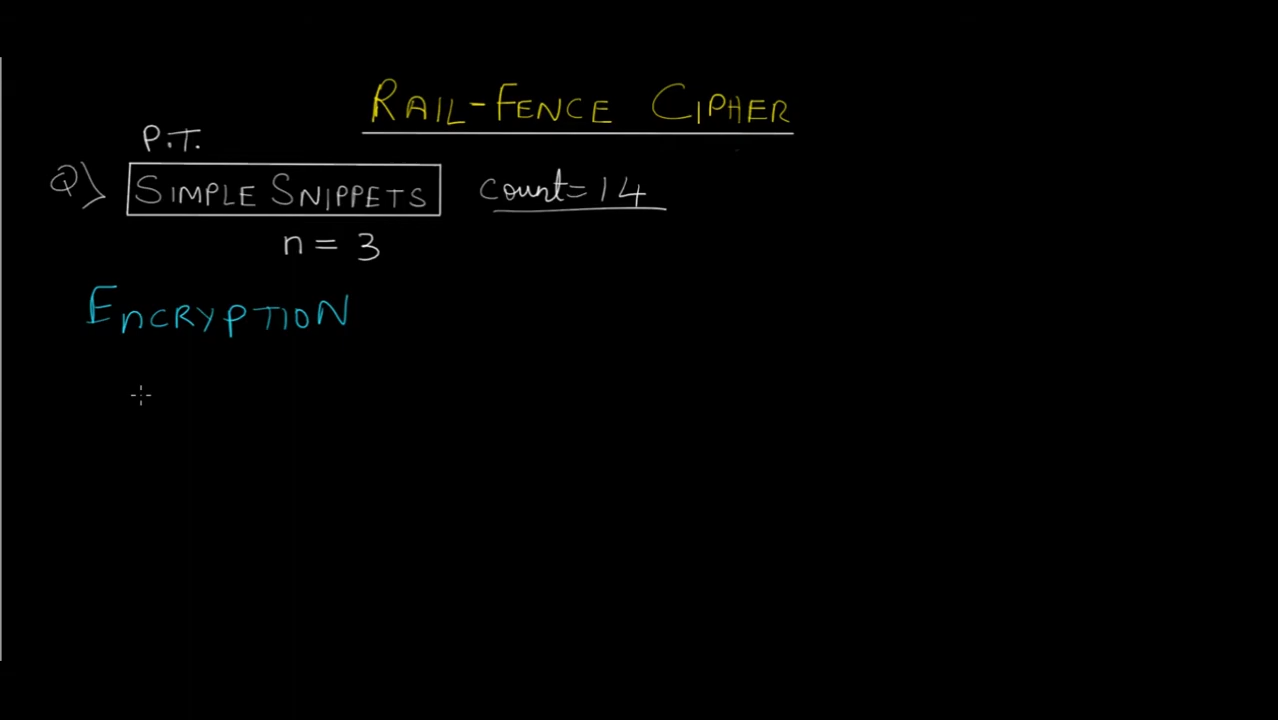 RAIL-FENCE CIPHER
P.T.
Q) SIMPLE SNIPPETS count=14
n = 3
ENCRYPTION